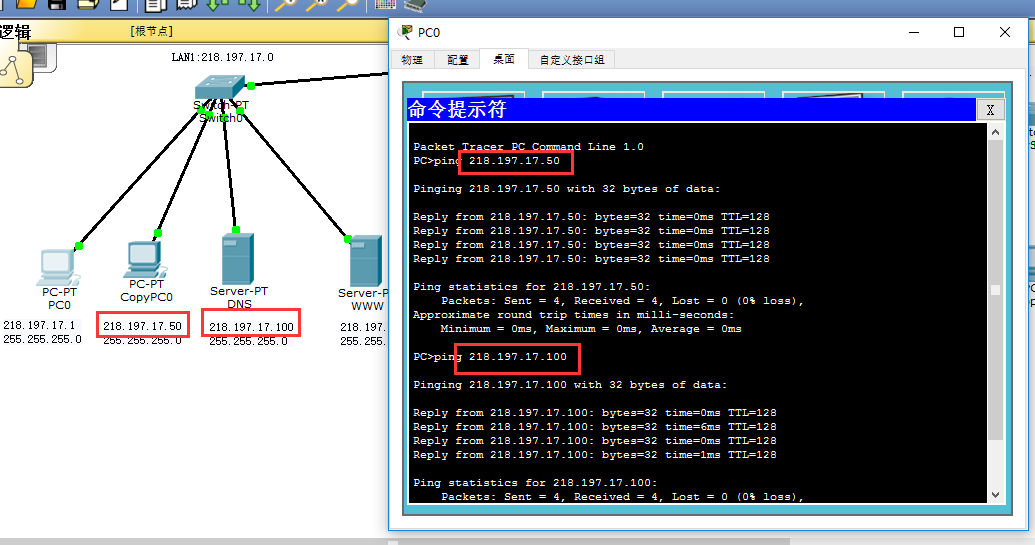 逻辑
[根节点]
LAN1:218.197.17.0
Switch-PT
Switch0
PC-PT
PC0
218.197.17.1
255.255.255.0
PC-PT
CopyPC0
218.197.17.50
255.255.255.0
Server-PT
DNS
218.197.17.100
255.255.255.0
Server-P
WWW
218.197.
255.255.
PC0
物理 配置 桌面 自定义接口组
命令提示符
X
Packet Tracer PC Command Line 1.0
PC>ping 218.197.17.50
Pinging 218.197.17.50 with 32 bytes of data:
Reply from 218.197.17.50: bytes=32 time=0ms TTL=128
Reply from 218.197.17.50: bytes=32 time=0ms TTL=128
Reply from 218.197.17.50: bytes=32 time=0ms TTL=128
Reply from 218.197.17.50: bytes=32 time=0ms TTL=128
Ping statistics for 218.197.17.50:
Packets: Sent = 4, Received = 4, Lost = 0 (0% loss),
Approximate round trip times in milli-seconds:
Minimum = 0ms, Maximum = 0ms, Average = 0ms
PC>ping 218.197.17.100
Pinging 218.197.17.100 with 32 bytes of data:
Reply from 218.197.17.100: bytes=32 time=0ms TTL=128
Reply from 218.197.17.100: bytes=32 time=6ms TTL=128
Reply from 218.197.17.100: bytes=32 time=0ms TTL=128
Reply from 218.197.17.100: bytes=32 time=1ms TTL=128
Ping statistics for 218.197.17.100:
Packets: Sent = 4, Received = 4, Lost = 0 (0% loss),